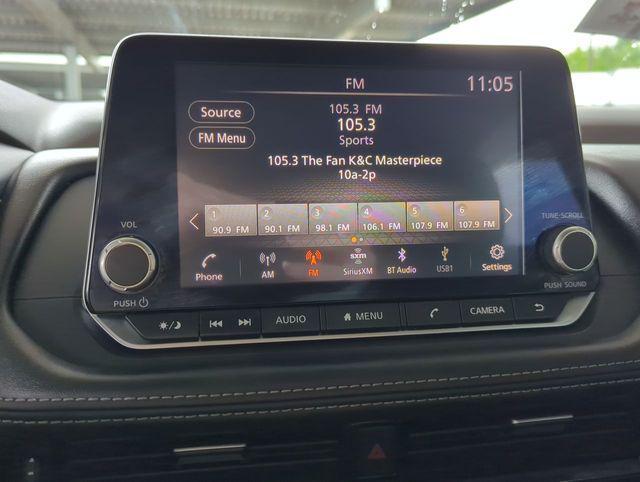 FM 11:05
Source
105.3 FM
105.3
FM Menu
Sports
105.3 The Fan K&C Masterpiece
10a-2p
1 2 3 4 5 6
90.9 FM 90.1 FM 98.1 FM 106.1 FM 107.9 FM 107.9 FM
VOL
TUNE·SCROLL
Phone AM FM sxm SiriusXM BT Audio USB1 Settings
PUSH
PUSH SOUND
AUDIO MENU CAMERA